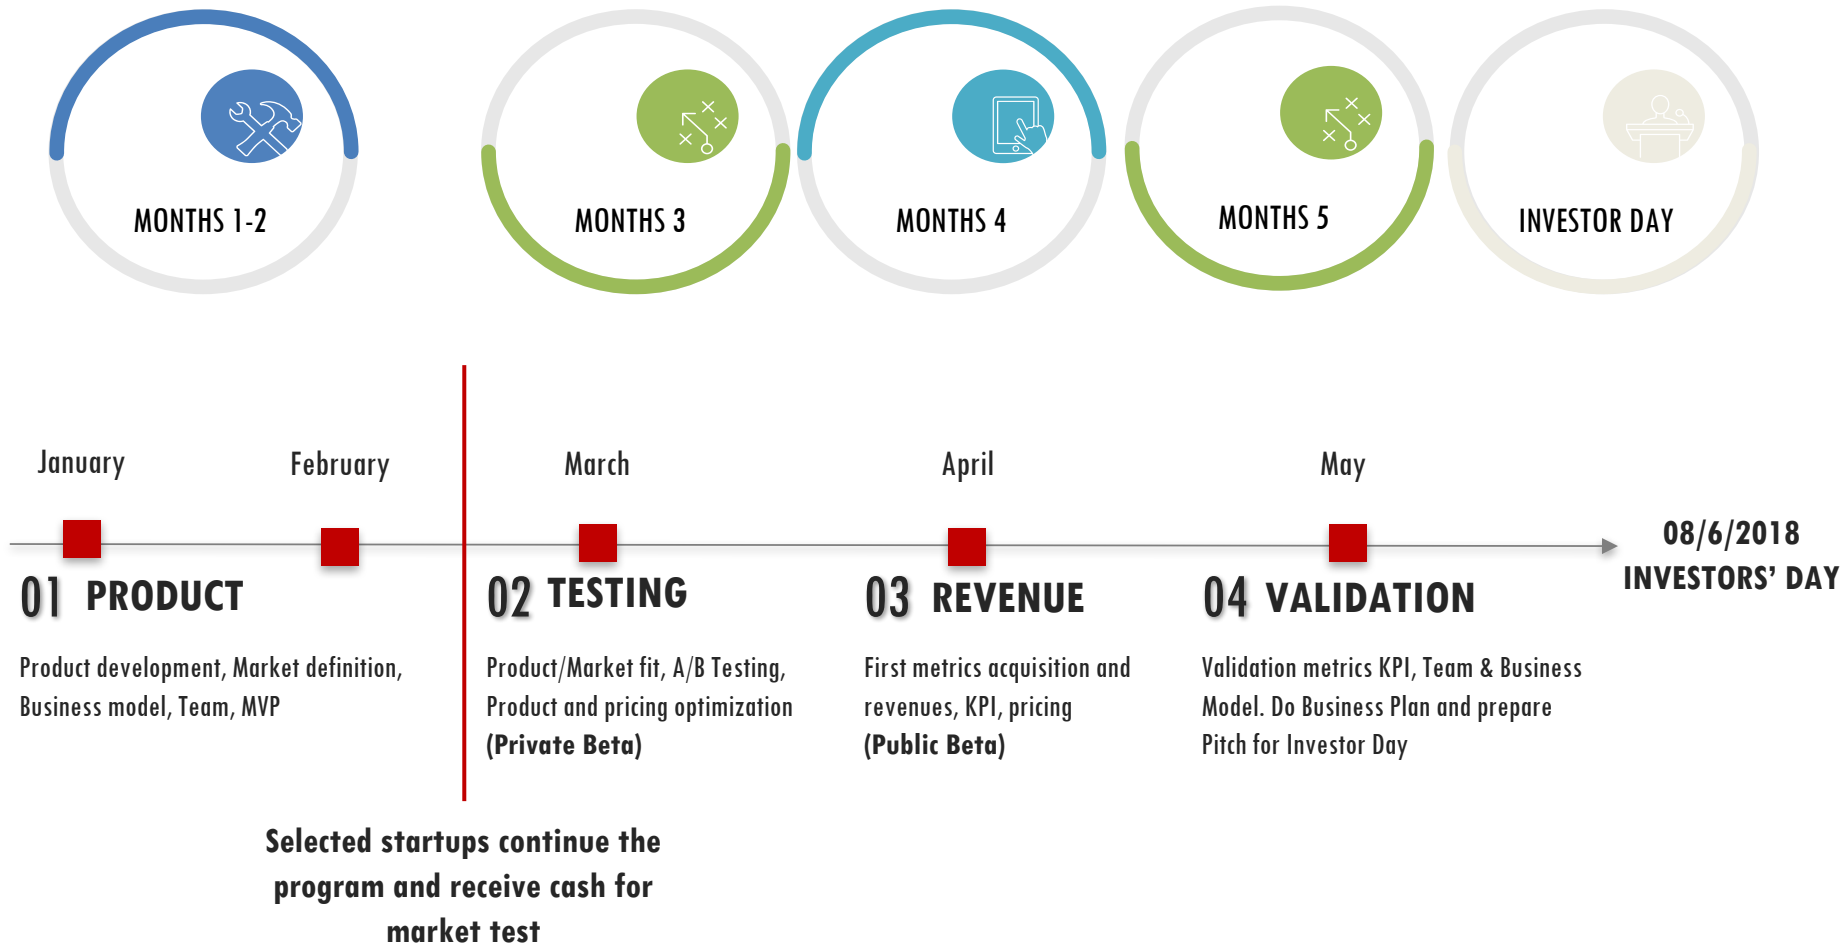 MONTHS 1-2
MONTHS 3
MONTHS 4
MONTHS 5
INVESTOR DAY
January
February
March
April
May
08/6/2018
INVESTORS’ DAY
01 PRODUCT
Product development, Market definition,
Business model, Team, MVP
02 TESTING
Product/Market fit, A/B Testing,
Product and pricing optimization
(Private Beta)
03 REVENUE
First metrics acquisition and
revenues, KPI, pricing
(Public Beta)
04 VALIDATION
Validation metrics KPI, Team & Business
Model. Do Business Plan and prepare
Pitch for Investor Day
Selected startups continue the
program and receive cash for
market test